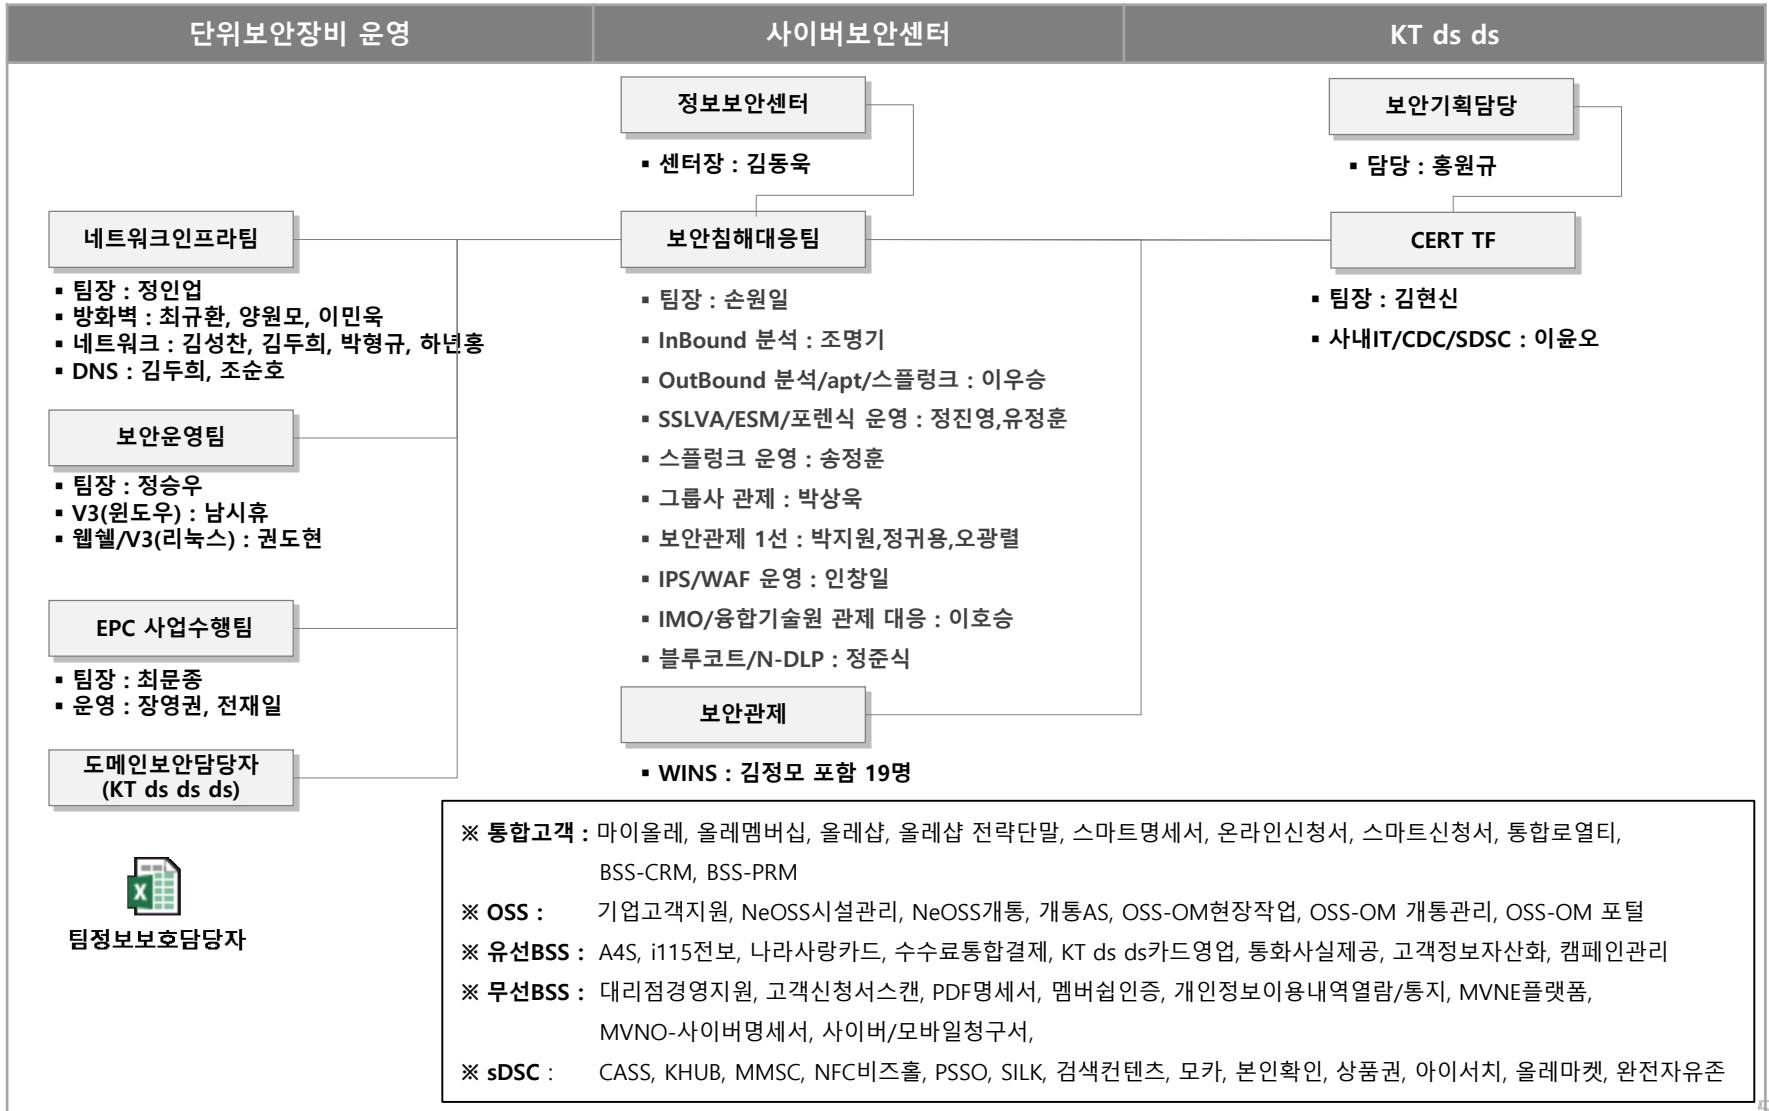 단위보안장비 운영
사이버보안센터
KT ds ds
정보보안센터
▪ 센터장 : 김동욱
보안기획담당
▪ 담당 : 홍원규
네트워크인프라팀
▪ 팀장 : 정인업
▪ 방화벽 : 최규환, 양원모, 이민욱
▪ 네트워크 : 김성찬, 김두희, 박형규, 하년홍
▪ DNS : 김두희, 조순호
보안운영팀
▪ 팀장 : 정승우
▪ V3(윈도우) : 남시휴
▪ 웹쉘/V3(리눅스) : 권도현
EPC 사업수행팀
▪ 팀장 : 최문종
▪ 운영 : 장영권, 전재일
도메인보안담당자
(KT ds ds ds)
팀정보보호담당자
보안침해대응팀
▪ 팀장 : 손원일
▪ InBound 분석 : 조명기
▪ OutBound 분석/apt/스플렁크 : 이우승
▪ SSLVA/ESM/포렌식 운영 : 정진영,유정훈
▪ 스플렁크 운영 : 송정훈
▪ 그룹사 관제 : 박상욱
▪ 보안관제 1선 : 박지원,정귀용,오광렬
▪ IPS/WAF 운영 : 인창일
▪ IMO/융합기술원 관제 대응 : 이호승
▪ 블루코트/N-DLP : 정준식
보안관제
▪ WINS : 김정모 포함 19명
CERT TF
▪ 팀장 : 김현신
▪ 사내IT/CDC/SDSC : 이윤오
※ 통합고객 : 마이올레, 올레멤버십, 올레샵, 올레샵 전략단말, 스마트명세서, 온라인신청서, 스마트신청서, 통합로열티,
BSS-CRM, BSS-PRM
※ OSS : 기업고객지원, NeOSS시설관리, NeOSS개통, 개통AS, OSS-OM현장작업, OSS-OM 개통관리, OSS-OM 포털
※ 유선BSS : A4S, i115전보, 나라사랑카드, 수수료통합결제, KT ds ds카드영업, 통화사실제공, 고객정보자산화, 캠페인관리
※ 무선BSS : 대리점경영지원, 고객신청서스캔, PDF명세서, 멤버쉽인증, 개인정보이용내역열람/통지, MVNE플랫폼,
MVNO-사이버명세서, 사이버/모바일청구서,
※ sDSC : CASS, KHUB, MMSC, NFC비즈홀, PSSO, SILK, 검색컨텐츠, 모카, 본인확인, 상품권, 아이서치, 올레마켓, 완전자유존